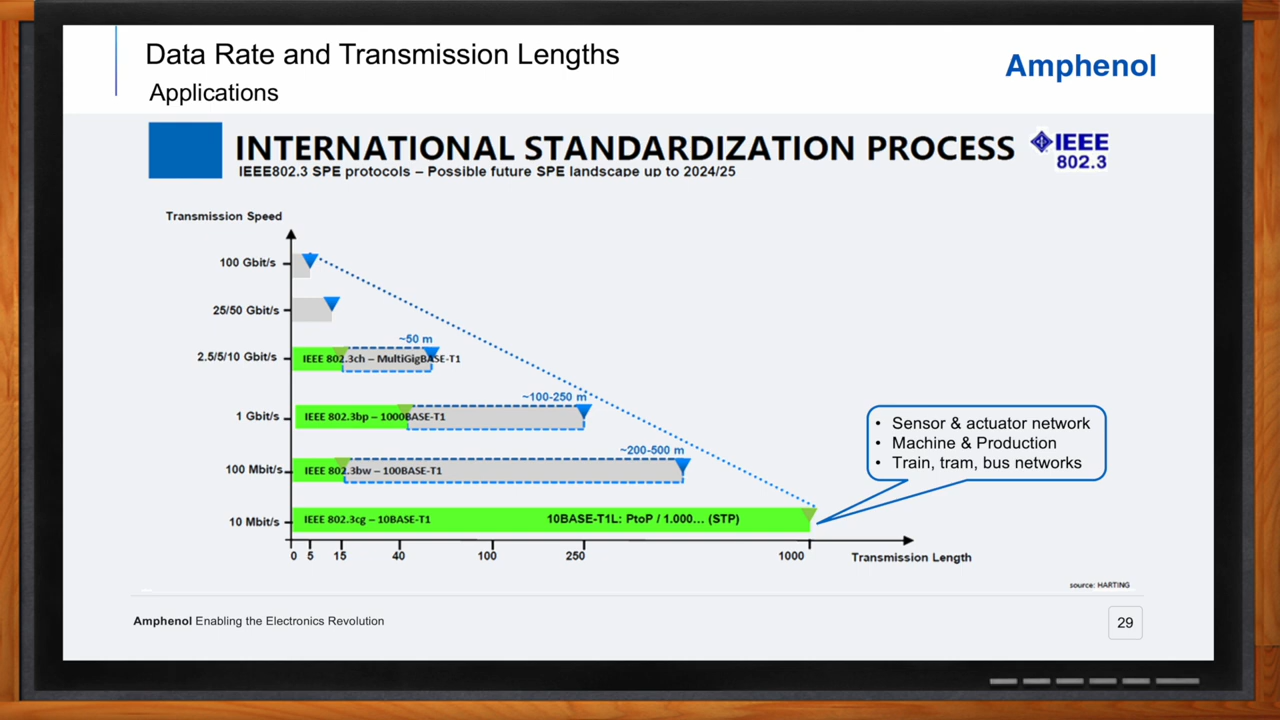 Data Rate and Transmission Lengths
Amphenol
Applications
INTERNATIONAL STANDARDIZATION PROCESS
IEEE
802.3
IEEE802.3 SPE protocols – Possible future SPE landscape up to 2024/25
Transmission Speed
100 Gbit/s
25/50 Gbit/s
~50 m
2.5/5/10 Gbit/s
IEEE 802.3ch – MultiGigBASE-T1
~100-250 m
1 Gbit/s
IEEE 802.3bp – 1000BASE-T1
• Sensor & actuator network
• Machine & Production
• Train, tram, bus networks
~200-500 m
100 Mbit/s
IEEE 802.3bw – 100BASE-T1
10 Mbit/s
IEEE 802.3cg – 10BASE-T1
10BASE-T1L: PtoP / 1.000... (STP)
0 5 15 40 100 250 1000
Transmission Length
source: HARTING
Amphenol Enabling the Electronics Revolution
29